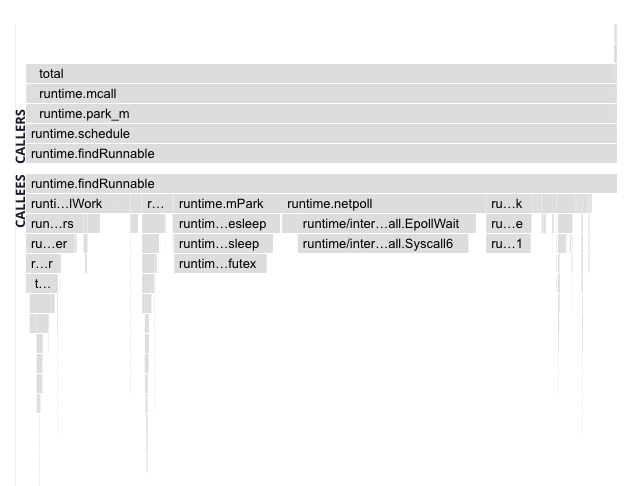 total
runtime.mcall
runtime.park_m
CALLERS
runtime.schedule
runtime.findRunnable
CALLEES
runtime.findRunnable
runti…lWork r… runtime.mPark runtime.netpoll ru…k
run…rs runtim…esleep runtime/inter…all.EpollWait ru…e
ru…er runtim…sleep runtime/inter…all.Syscall6 ru…1
r…r runtim…futex
t…